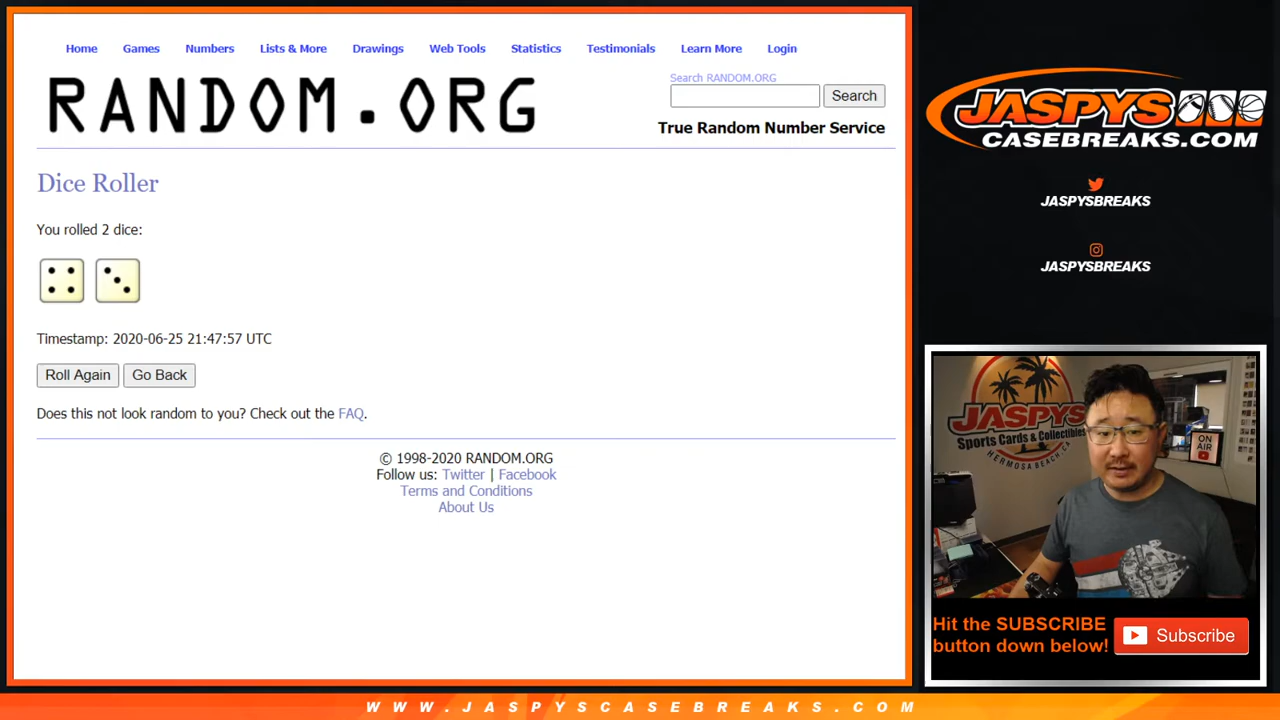 Home Games Numbers Lists & More Drawings Web Tools Statistics Testimonials Learn More Login
RANDOM.ORG
Search RANDOM.ORG
Search
True Random Number Service
Dice Roller
You rolled 2 dice:
Timestamp: 2020-06-25 21:47:57 UTC
Roll Again Go Back
Does this not look random to you? Check out the FAQ.
© 1998-2020 RANDOM.ORG
Follow us: Twitter | Facebook
Terms and Conditions
About Us
JASPYS
CASEBREAKS.COM
JASPYSBREAKS
JASPYSBREAKS
JASPYS
Sports Cards & Collectibles
HERMOSA BEACH, CA
ON
AIR
Hit the SUBSCRIBE
button down below!
Subscribe
WWW.JASPYSCASEBREAKS.COM